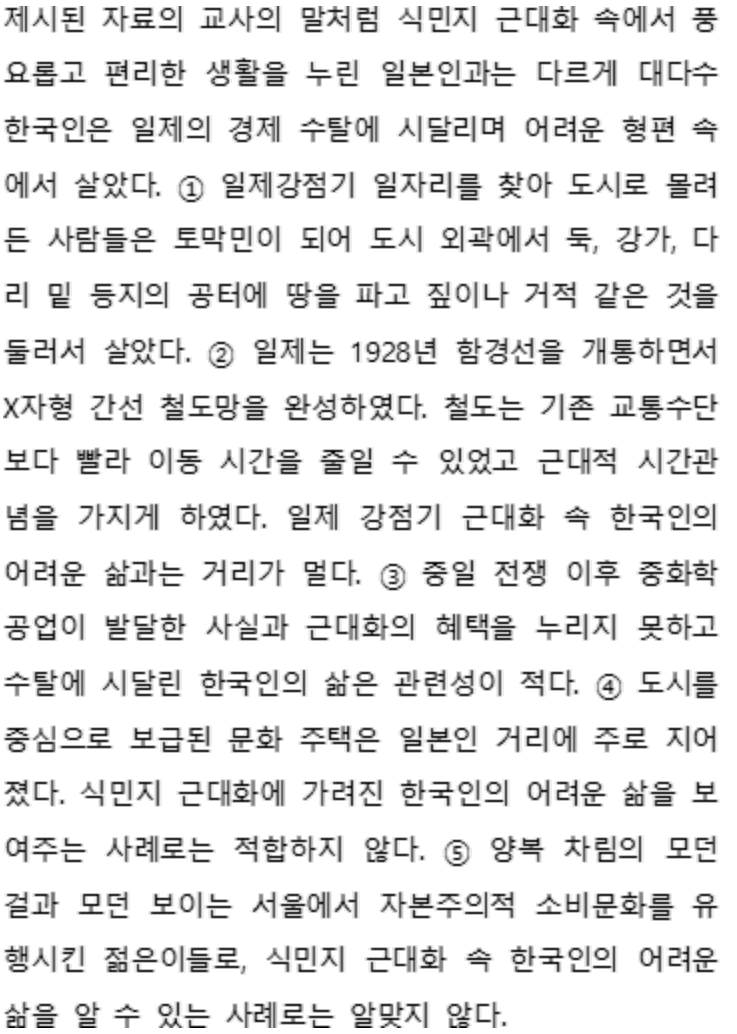 제시된 자료의 교사의 말처럼 식민지 근대화 속에서 풍
요롭고 편리한 생활을 누린 일본인과는 다르게 대다수
한국인은 일제의 경제 수탈에 시달리며 어려운 형편 속
에서 살았다. ① 일제강점기 일자리를 찾아 도시로 몰려
든 사람들은 토막민이 되어 도시 외곽에서 둑, 강가, 다
리 밑 등지의 공터에 땅을 파고 짚이나 거적 같은 것을
둘러서 살았다. ② 일제는 1928년 함경선을 개통하면서
X자형 간선 철도망을 완성하였다. 철도는 기존 교통수단
보다 빨라 이동 시간을 줄일 수 있었고 근대적 시간관
념을 가지게 하였다. 일제 강점기 근대화 속 한국인의
어려운 삶과는 거리가 멀다. ③ 중일 전쟁 이후 중화학
공업이 발달한 사실과 근대화의 혜택을 누리지 못하고
수탈에 시달린 한국인의 삶은 관련성이 적다. ④ 도시를
중심으로 보급된 문화 주택은 일본인 거리에 주로 지어
졌다. 식민지 근대화에 가려진 한국인의 어려운 삶을 보
여주는 사례로는 적합하지 않다. ⑤ 양복 차림의 모던
걸과 모던 보이는 서울에서 자본주의적 소비문화를 유
행시킨 젊은이들로, 식민지 근대화 속 한국인의 어려운
삶을 알 수 있는 사례로는 알맞지 않다.